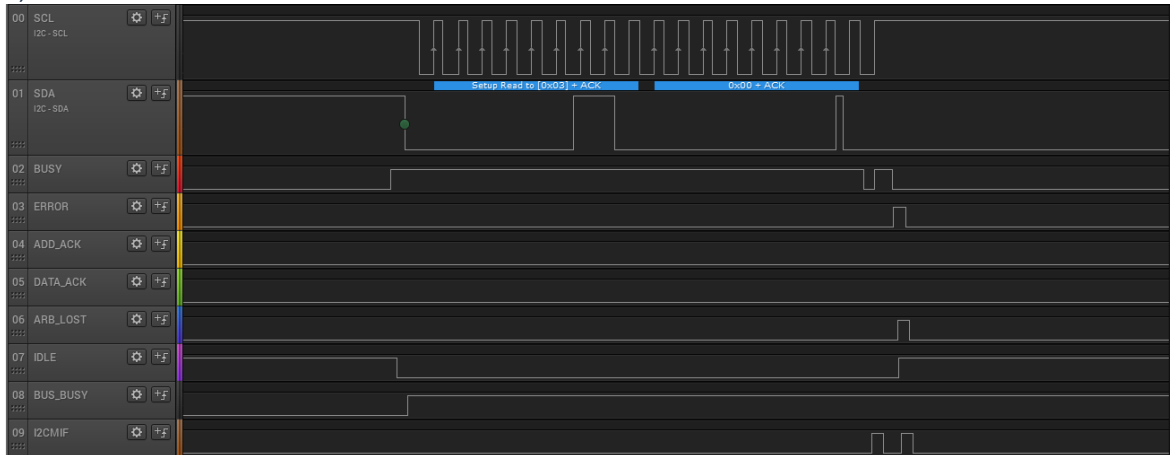 00 SCL
I2C - SCL
Setup Read to [0x03] + ACK 0x00 + ACK
01 SDA
I2C - SDA
02 BUSY
03 ERROR
04 ADD_ACK
05 DATA_ACK
06 ARB_LOST
07 IDLE
08 BUS_BUSY
09 I2CMIF